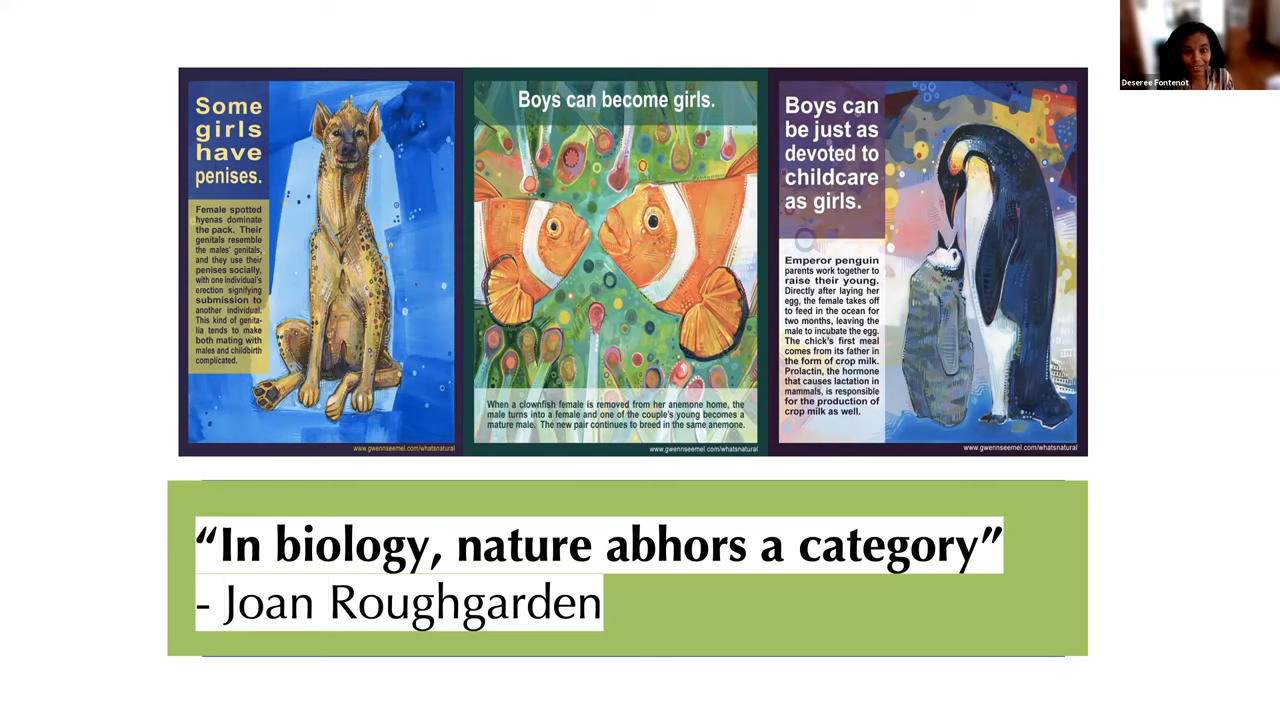 Some
girls
have
penises.
Female spotted
hyenas dominate
the pack. Their
genitals resemble
the males' genitals,
and they use their
penises socially,
with one individual's
erection signifying
submission to
another individual.
This kind of genita-
lia tends to make
both mating with
males and childbirth
complicated.
www.gwennseemel.com/whatsnatural
Boys can become girls.
When a clownfish female is removed from her anemone home, the
male turns into a female and one of the couple's young becomes a
mature male. The new pair continues to breed in the same anemone.
www.gwennseemel.com/whatsnatural
Boys can
be just as
devoted to
childcare
as girls.
Emperor penguin
parents work together to
raise their young.
Directly after laying her
egg, the female takes off
to feed in the ocean for
two months, leaving the
male to incubate the egg.
The chick's first meal
comes from its father in
the form of crop milk.
Prolactin, the hormone
that causes lactation in
mammals, is responsible
for the production of
crop milk as well.
www.gwennseemel.com/whatsnatural
Deseree Fontenot
“In biology, nature abhors a category”
- Joan Roughgarden